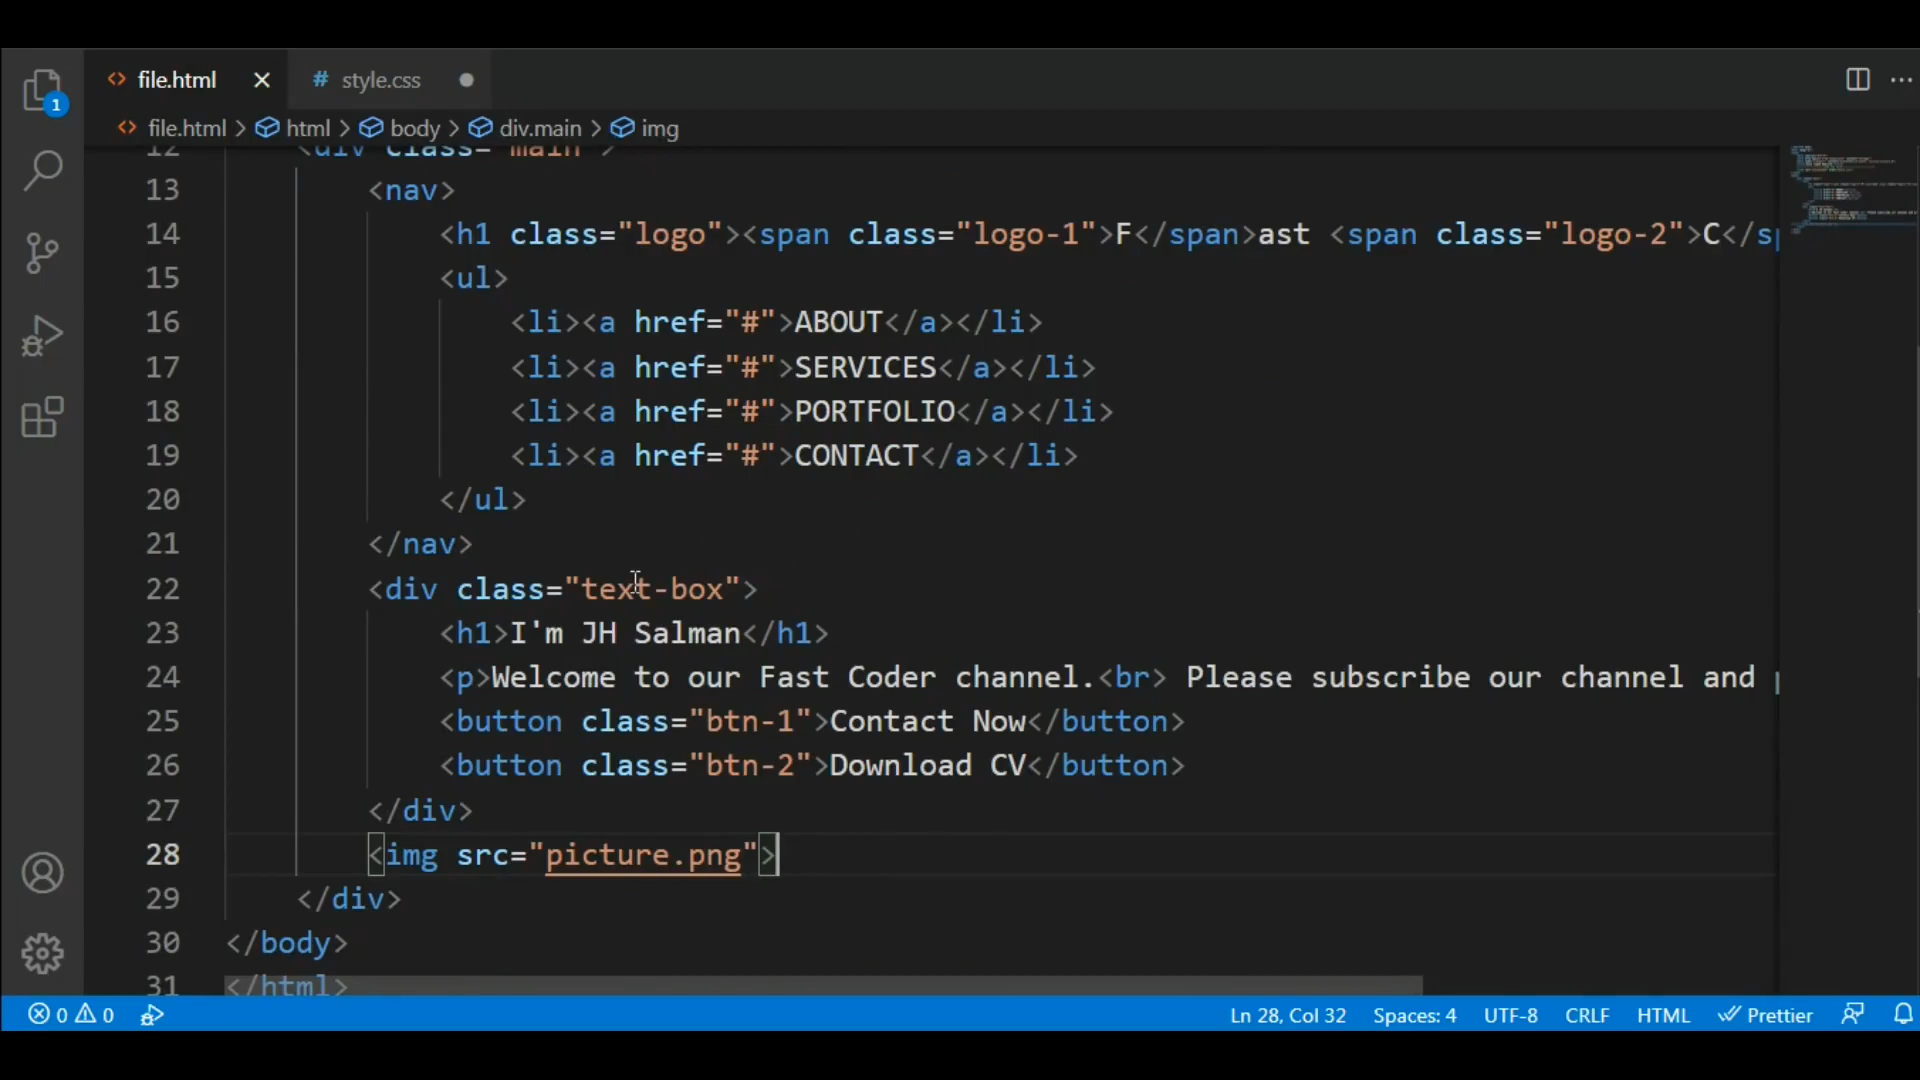 file.html
# style.css
1
file.html > html > body > div.main > img
12 <div class="main">
13 <nav>
14 <h1 class="logo"><span class="logo-1">F</span>ast <span class="logo-2">C</sp
15 <ul>
16 <li><a href="#">ABOUT</a></li>
17 <li><a href="#">SERVICES</a></li>
18 <li><a href="#">PORTFOLIO</a></li>
19 <li><a href="#">CONTACT</a></li>
20 </ul>
21 </nav>
22 <div class="text-box">
23 <h1>I'm JH Salman</h1>
24 <p>Welcome to our Fast Coder channel.<br> Please subscribe our channel and
25 <button class="btn-1">Contact Now</button>
26 <button class="btn-2">Download CV</button>
27 </div>
28 <img src="picture.png">
29 </div>
30 </body>
31 </html>
0 0 Ln 28, Col 32 Spaces: 4 UTF-8 CRLF HTML Prettier